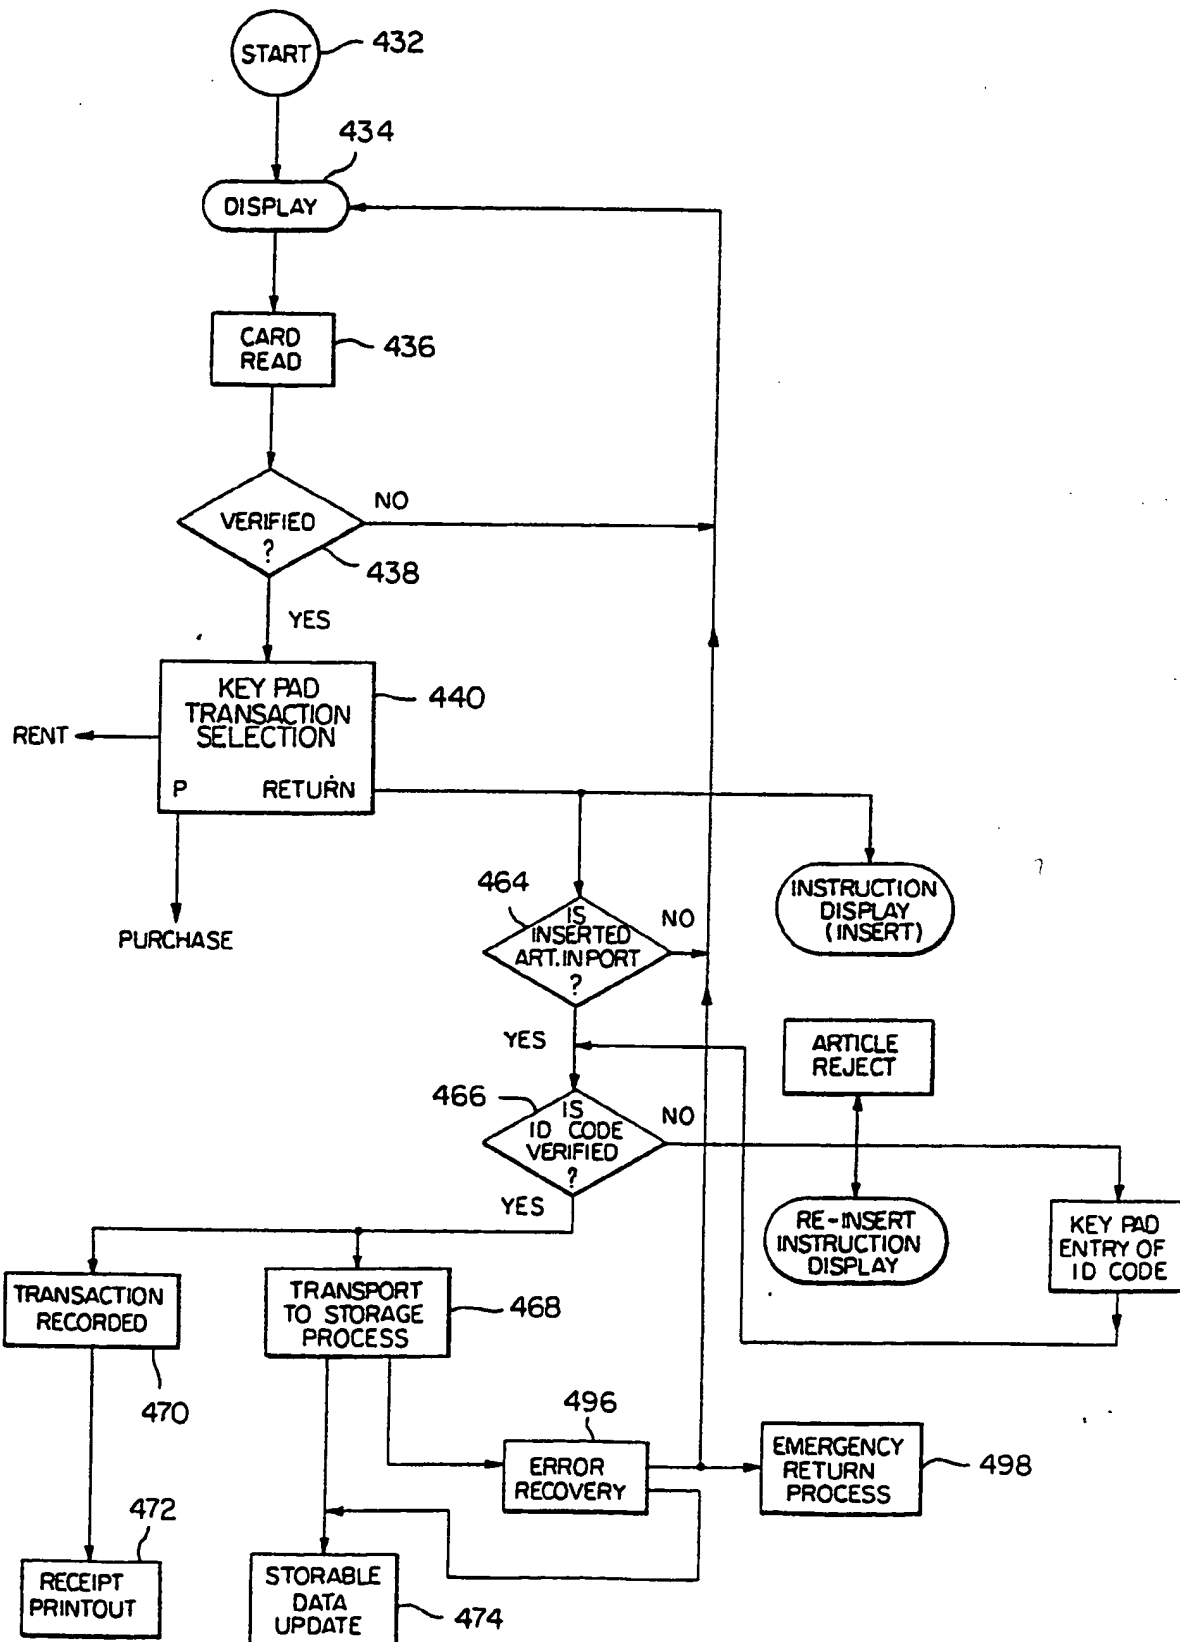 START
432
434
DISPLAY
CARD
READ
436
VERIFIED
?
NO
438
YES
KEY PAD
TRANSACTION
SELECTION
440
RENT
P
RETURN
PURCHASE
INSTRUCTION
DISPLAY
(INSERT)
464
IS
INSERTED
ART. IN PORT
?
NO
YES
ARTICLE
REJECT
466
IS
ID CODE
VERIFIED
?
NO
YES
RE-INSERT
INSTRUCTION
DISPLAY
KEY PAD
ENTRY OF
ID CODE
TRANSACTION
RECORDED
470
TRANSPORT
TO STORAGE
PROCESS
468
496
ERROR
RECOVERY
EMERGENCY
RETURN
PROCESS
498
472
RECEIPT
PRINTOUT
STORABLE
DATA
UPDATE
474